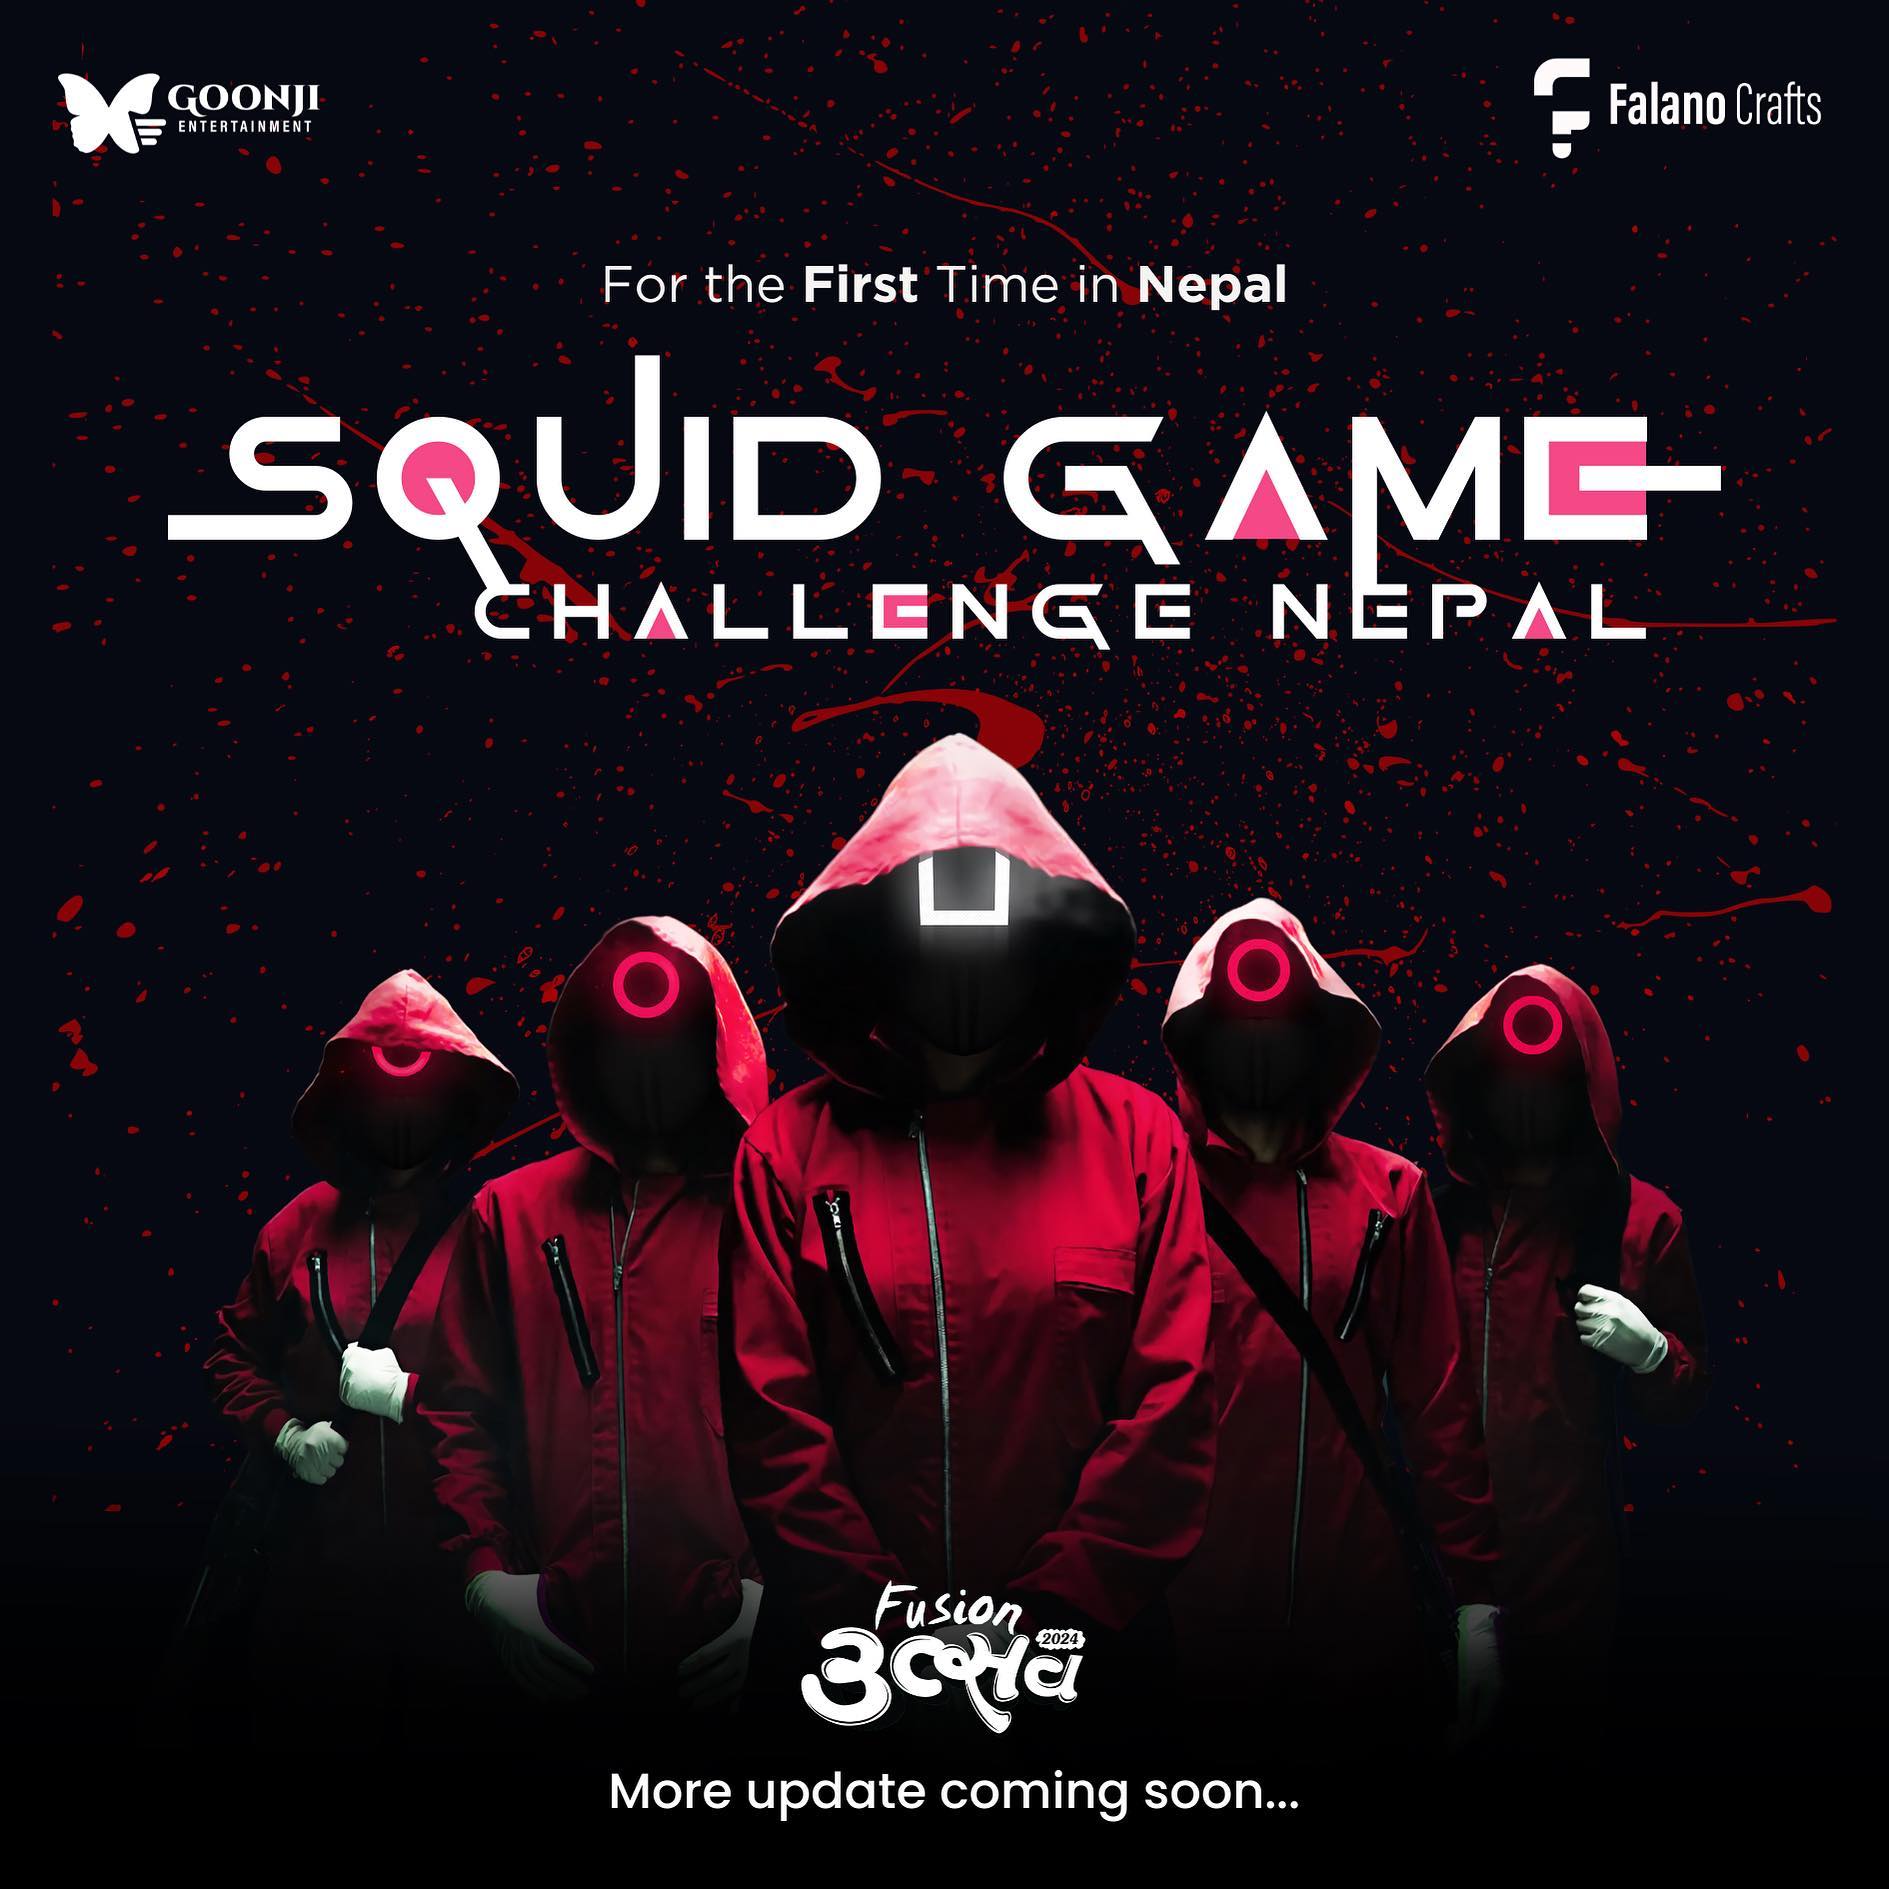 GOONJI
ENTERTAINMENT
Falano Crafts
For the First Time in Nepal
SQUID GAME
CHALLENGE NEPAL
Fusion
उत्सव 2024
More update coming soon...